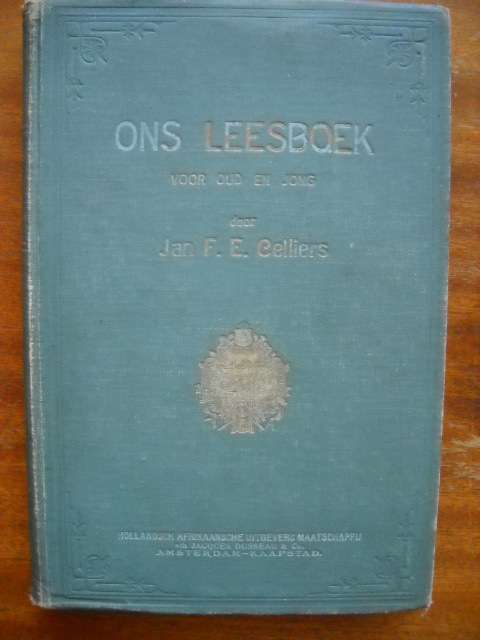 ONS LEESBOEK
VOOR OUD EN JONG
door
Jan F. E. Celliers
HOLLANDSCH AFRIKAANSCHE UITGEVERS MAATSCHAPPIJ
v/h JACQUES DUSSEAU & Co.
AMSTERDAM-KAAPSTAD.